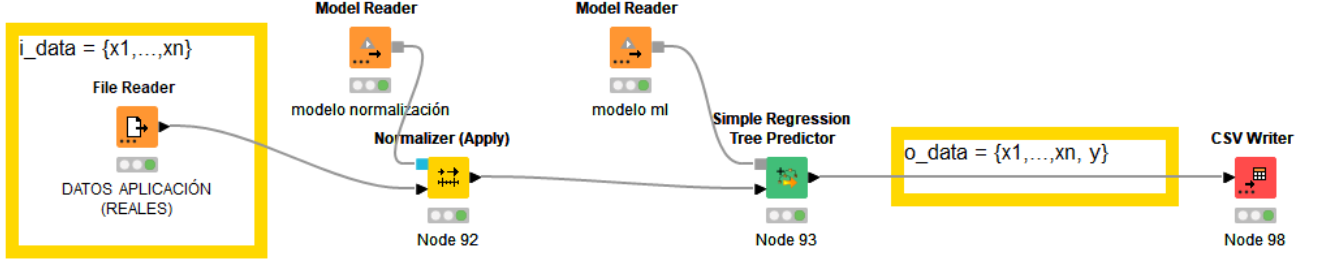 i_data = {x1,...,xn}
File Reader
DATOS APLICACIÓN
(REALES)
Model Reader
modelo normalización
Normalizer (Apply)
Node 92
Model Reader
modelo ml
Simple Regression
Tree Predictor
Node 93
o_data = {x1,...,xn, y}
CSV Writer
Node 98